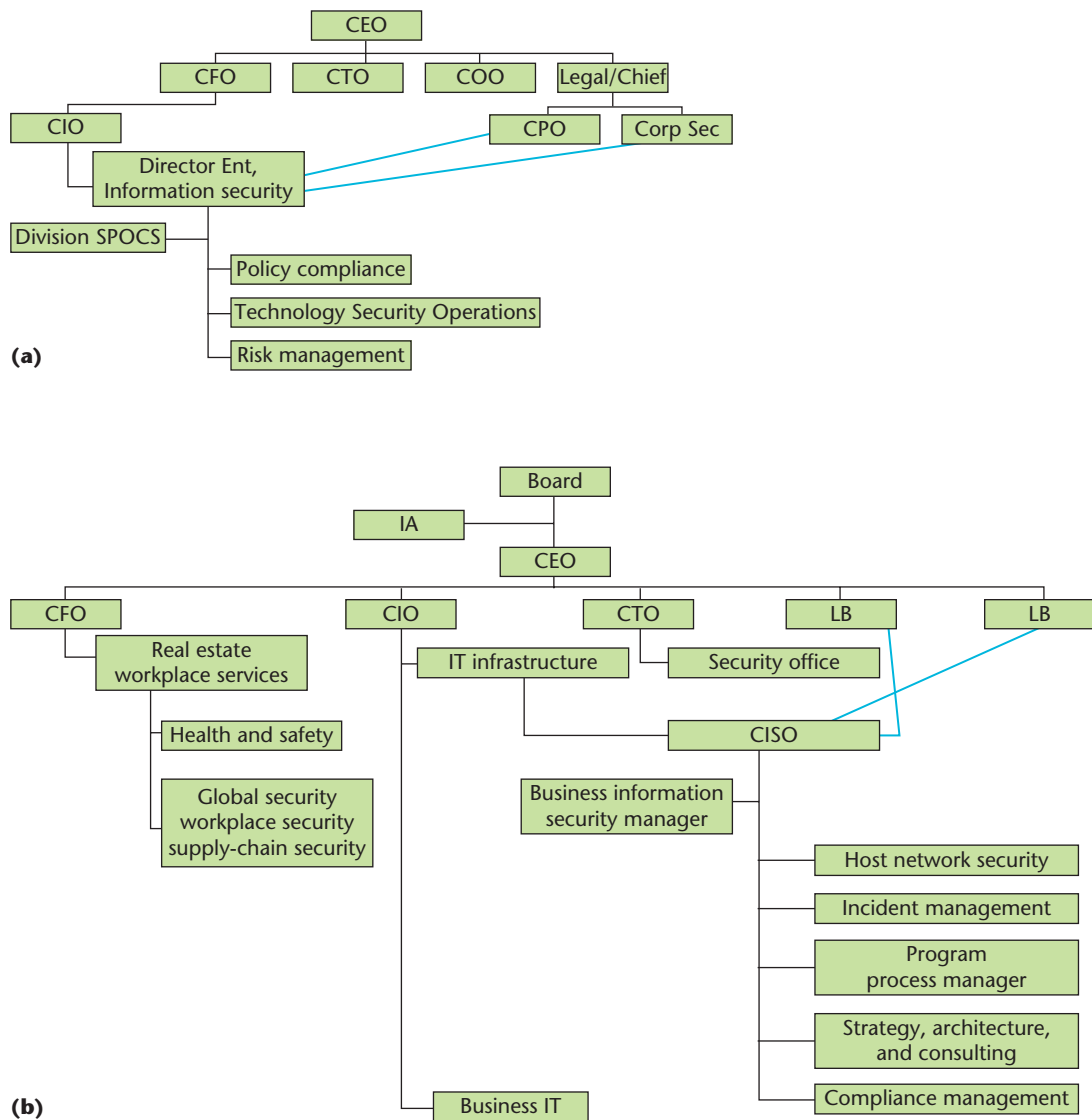 CEO
CFO
CTO
COO
Legal/Chief
CIO
CPO
Corp Sec
Director Ent,
Information security
Division SPOCS
Policy compliance
Technology Security Operations
Risk management
(a)
Board
IA
CEO
CFO
CIO
CTO
LB
LB
Real estate
workplace services
IT infrastructure
Security office
Health and safety
CISO
Global security
workplace security
supply-chain security
Business information
security manager
Host network security
Incident management
Program
process manager
Strategy, architecture,
and consulting
Compliance management
Business IT
(b)